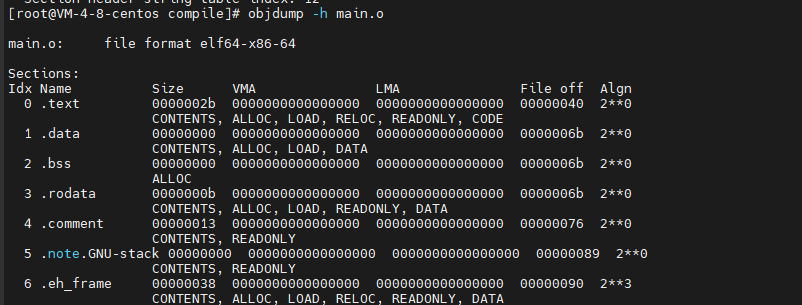 Section header string table index: 12
[root@VM-4-8-centos compile]# objdump -h main.o
main.o:     file format elf64-x86-64
Sections:
Idx Name          Size      VMA               LMA               File off  Algn
  0 .text         0000002b  0000000000000000  0000000000000000  00000040  2**0
                  CONTENTS, ALLOC, LOAD, RELOC, READONLY, CODE
  1 .data         00000000  0000000000000000  0000000000000000  0000006b  2**0
                  CONTENTS, ALLOC, LOAD, DATA
  2 .bss          00000000  0000000000000000  0000000000000000  0000006b  2**0
                  ALLOC
  3 .rodata       0000000b  0000000000000000  0000000000000000  0000006b  2**0
                  CONTENTS, ALLOC, LOAD, READONLY, DATA
  4 .comment      00000013  0000000000000000  0000000000000000  00000076  2**0
                  CONTENTS, READONLY
  5 .note.GNU-stack 00000000  0000000000000000  0000000000000000  00000089  2**0
                  CONTENTS, READONLY
  6 .eh_frame     00000038  0000000000000000  0000000000000000  00000090  2**3
                  CONTENTS, ALLOC, LOAD, RELOC, READONLY, DATA